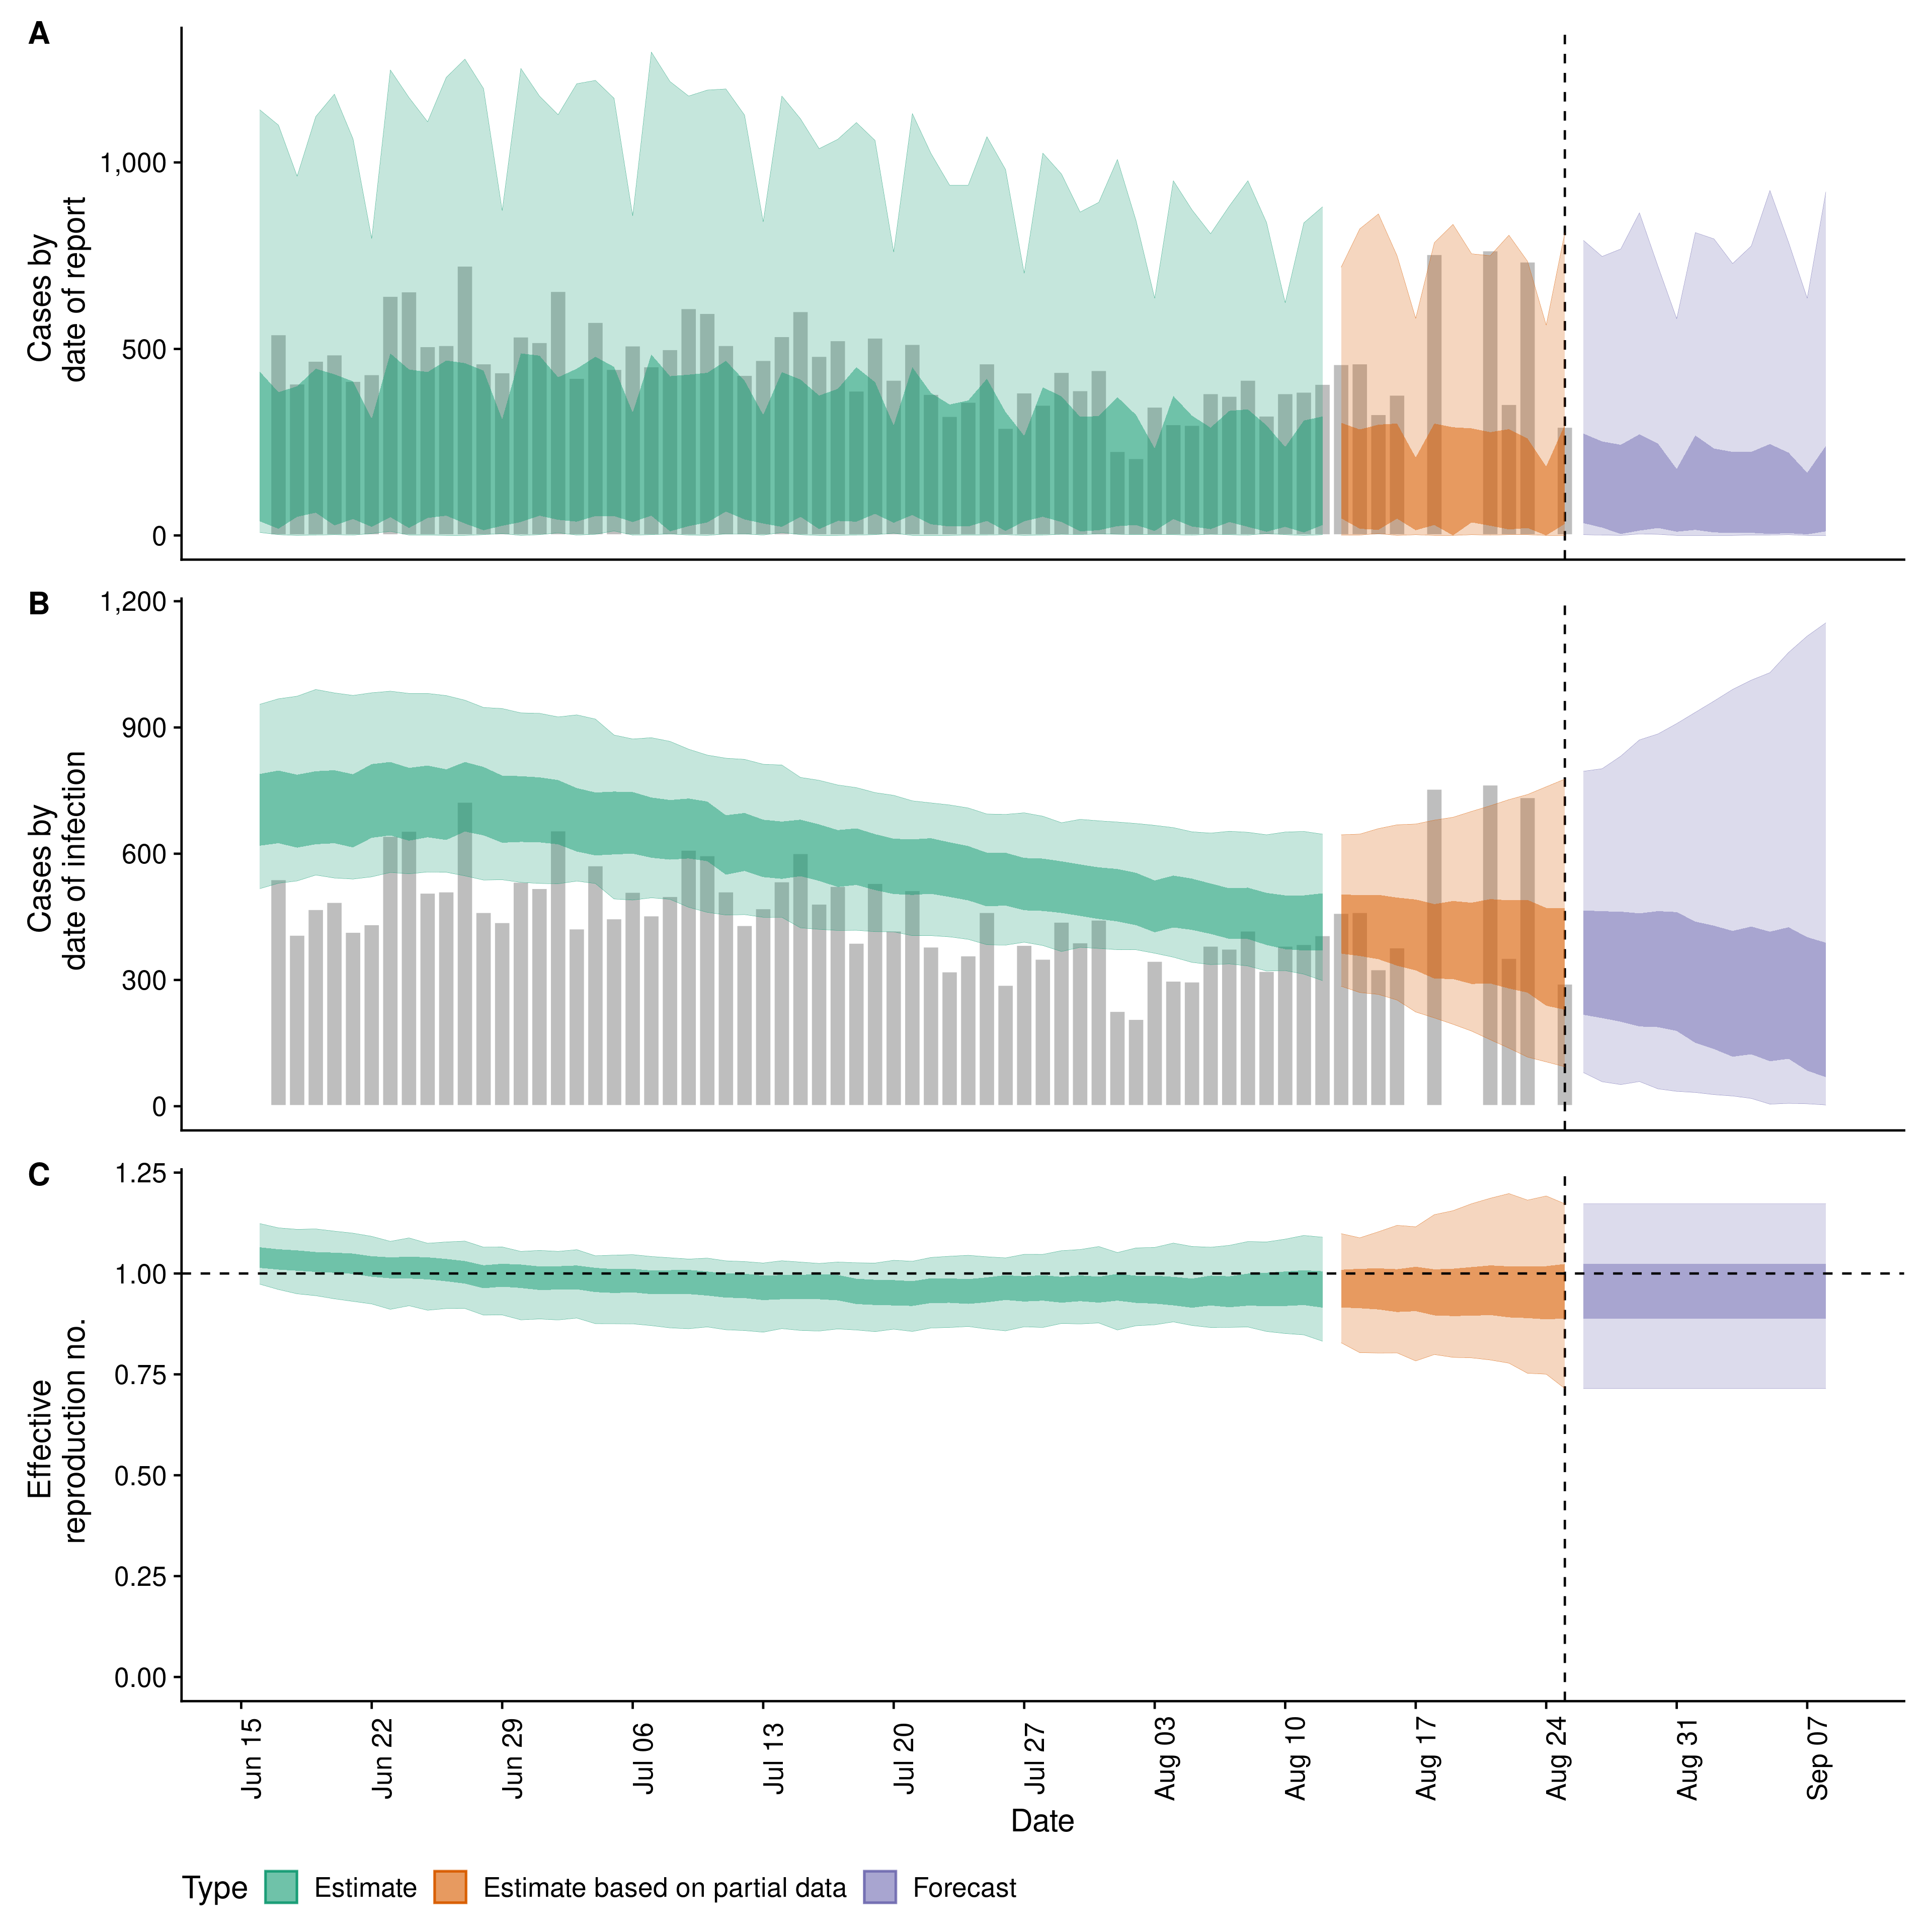 A
Cases by
date of report
1,000
500
0
B
Cases by
date of infection
1,200
900
600
300
0
C
Effective
reproduction no.
1.25
1.00
0.75
0.50
0.25
0.00
Jun 15
Jun 22
Jun 29
Jul 06
Jul 13
Jul 20
Jul 27
Aug 03
Aug 10
Aug 17
Aug 24
Aug 31
Sep 07
Date
Type Estimate Estimate based on partial data Forecast